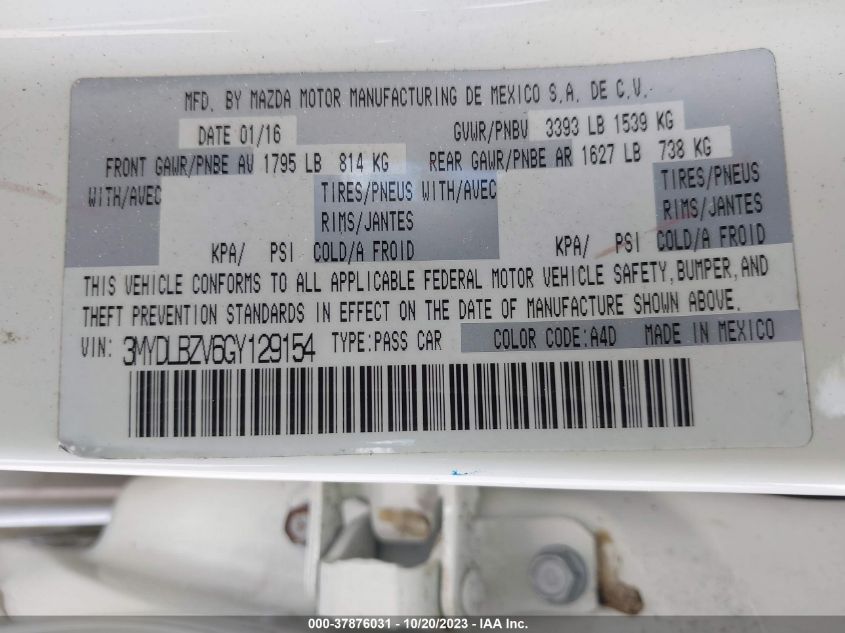 MFD. BY MAZDA MOTOR MANUFACTURING DE MEXICO S.A. DE C.V.
DATE 01/16 GVWR/PNBV 3393 LB 1539 KG
FRONT GAWR/PNBE AV 1795 LB 814 KG REAR GAWR/PNBE AR 1627 LB 738 KG
WITH/AVEC TIRES/PNEUS WITH/AVEC TIRES/PNEUS
RIMS/JANTES RIMS/JANTES
KPA/ PSI COLD/A FROID KPA/ PSI COLD/A FROID
THIS VEHICLE CONFORMS TO ALL APPLICABLE FEDERAL MOTOR VEHICLE SAFETY, BUMPER, AND
THEFT PREVENTION STANDARDS IN EFFECT ON THE DATE OF MANUFACTURE SHOWN ABOVE.
VIN: 3MYDLBZV6GY129154 TYPE:PASS CAR COLOR CODE:A4D MADE IN MEXICO
000-37876031 - 10/20/2023 - IAA Inc.